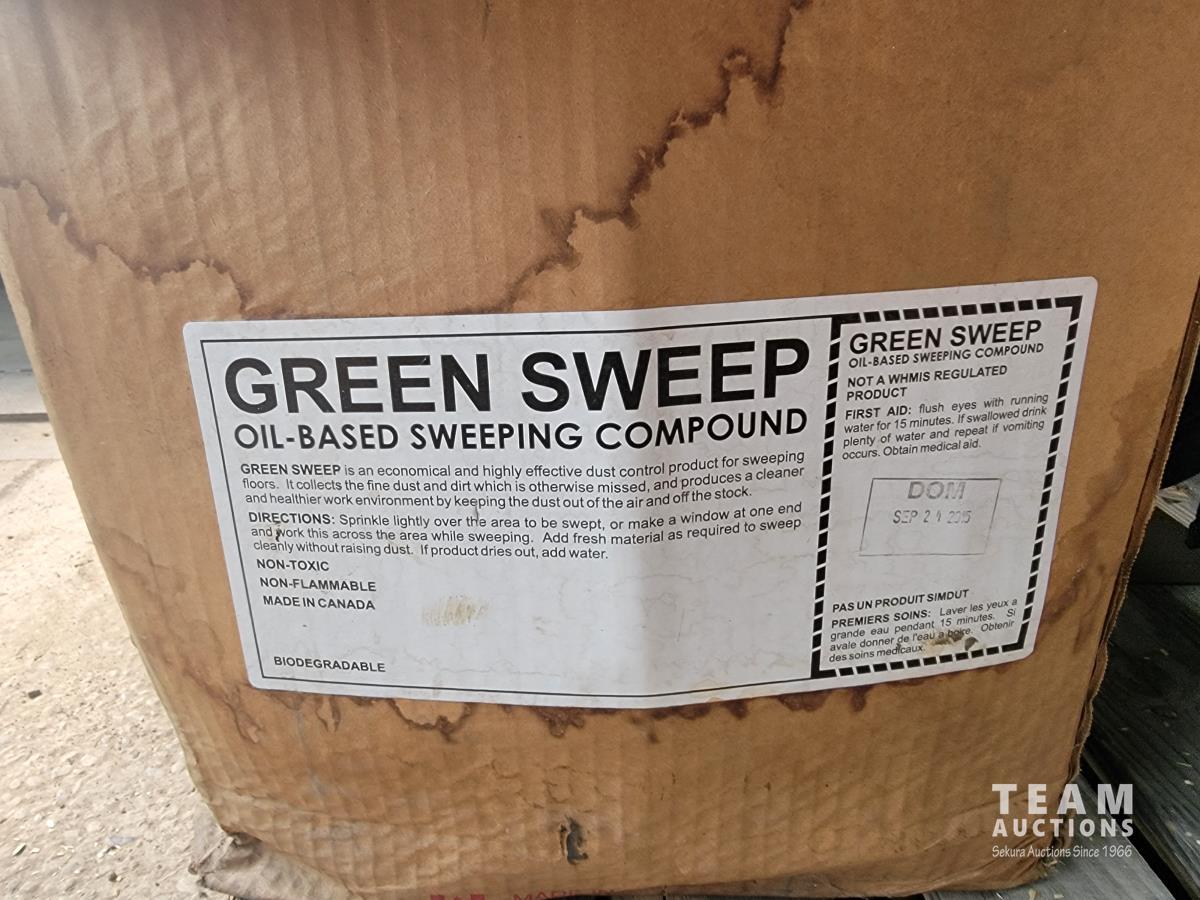 GREEN SWEEP
OIL-BASED SWEEPING COMPOUND
GREEN SWEEP is an economical and highly effective dust control product for sweeping
floors. It collects the fine dust and dirt which is otherwise missed, and produces a cleaner
and healthier work environment by keeping the dust out of the air and off the stock.
DIRECTIONS: Sprinkle lightly over the area to be swept, or make a window at one end
and work this across the area while sweeping. Add fresh material as required to sweep
cleanly without raising dust. If product dries out, add water.
NON-TOXIC
NON-FLAMMABLE
MADE IN CANADA
BIODEGRADABLE
GREEN SWEEP
OIL-BASED SWEEPING COMPOUND
NOT A WHMIS REGULATED
PRODUCT
FIRST AID: flush eyes with running
water for 15 minutes. If swallowed drink
plenty of water and repeat if vomiting
occurs. Obtain medical aid.
DOM
SEP 2 2015
PAS UN PRODUIT SIMDUT
PREMIERS SOINS: Laver les yeux a
grande eau pendant 15 minutes. Si
avale donner de l'eau a boire. Obtenir
des soins medicaux.
TEAM
AUCTIONS
Sekura Auctions Since 1966